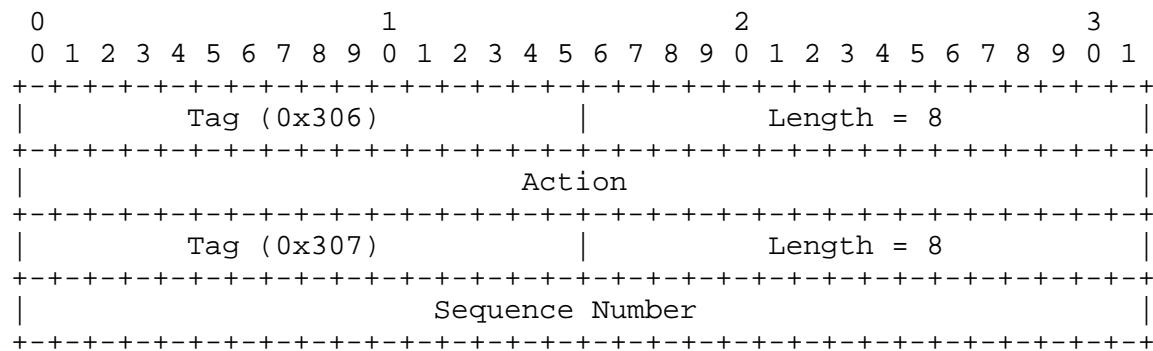 0                   1                   2                   3
 0 1 2 3 4 5 6 7 8 9 0 1 2 3 4 5 6 7 8 9 0 1 2 3 4 5 6 7 8 9 0 1
+-+-+-+-+-+-+-+-+-+-+-+-+-+-+-+-+-+-+-+-+-+-+-+-+-+-+-+-+-+-+-+-+
|         Tag (0x306)           |          Length = 8           |
+-+-+-+-+-+-+-+-+-+-+-+-+-+-+-+-+-+-+-+-+-+-+-+-+-+-+-+-+-+-+-+-+
|                            Action                             |
+-+-+-+-+-+-+-+-+-+-+-+-+-+-+-+-+-+-+-+-+-+-+-+-+-+-+-+-+-+-+-+-+
|         Tag (0x307)           |          Length = 8           |
+-+-+-+-+-+-+-+-+-+-+-+-+-+-+-+-+-+-+-+-+-+-+-+-+-+-+-+-+-+-+-+-+
|                       Sequence Number                         |
+-+-+-+-+-+-+-+-+-+-+-+-+-+-+-+-+-+-+-+-+-+-+-+-+-+-+-+-+-+-+-+-+